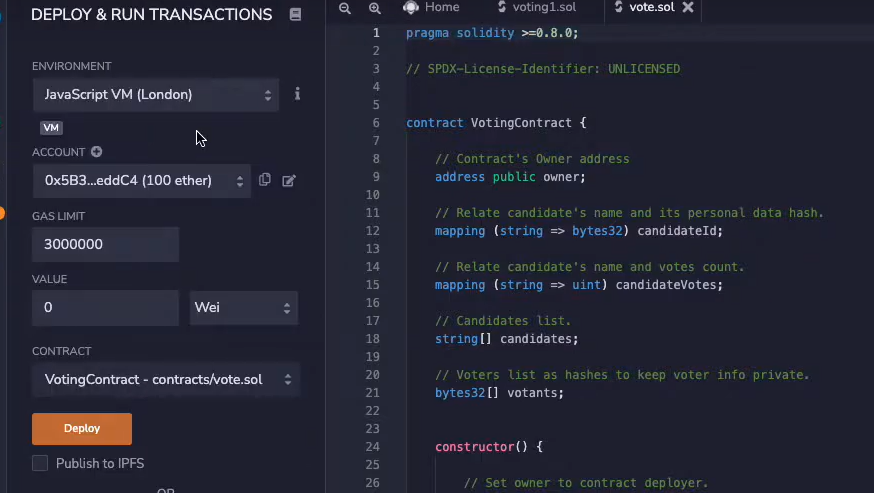 DEPLOY & RUN TRANSACTIONS
ENVIRONMENT
JavaScript VM (London)
VM
ACCOUNT
0x5B3...eddC4 (100 ether)
GAS LIMIT
3000000
VALUE
0
Wei
CONTRACT
VotingContract - contracts/vote.sol
Deploy
Publish to IPFS
OR
Home
voting1.sol
vote.sol
1 pragma solidity >=0.8.0;
2
3 // SPDX-License-Identifier: UNLICENSED
4
5
6 contract VotingContract {
7
8 // Contract's Owner address
9 address public owner;
10
11 // Relate candidate's name and its personal data hash.
12 mapping (string => bytes32) candidateId;
13
14 // Relate candidate's name and votes count.
15 mapping (string => uint) candidateVotes;
16
17 // Candidates list.
18 string[] candidates;
19
20 // Voters list as hashes to keep voter info private.
21 bytes32[] votants;
22
23
24 constructor() {
25
26 // Set owner to contract deployer.